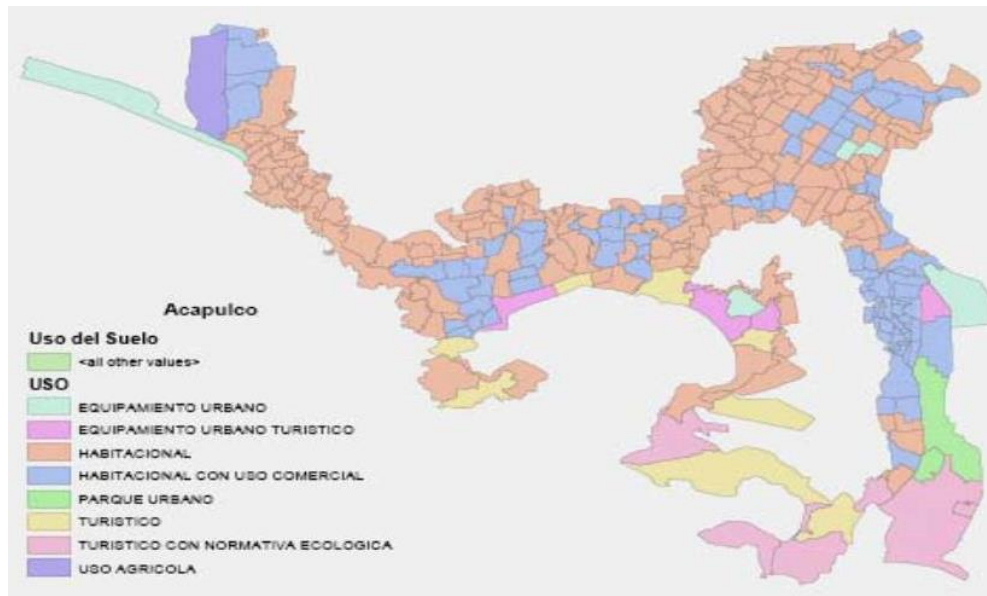 Acapulco
Uso del Suelo
<all other values>
USO
EQUIPAMIENTO URBANO
EQUIPAMIENTO URBANO TURISTICO
HABITACIONAL
HABITACIONAL CON USO COMERCIAL
PARQUE URBANO
TURISTICO
TURISTICO CON NORMATIVA ECOLOGICA
USO AGRICOLA